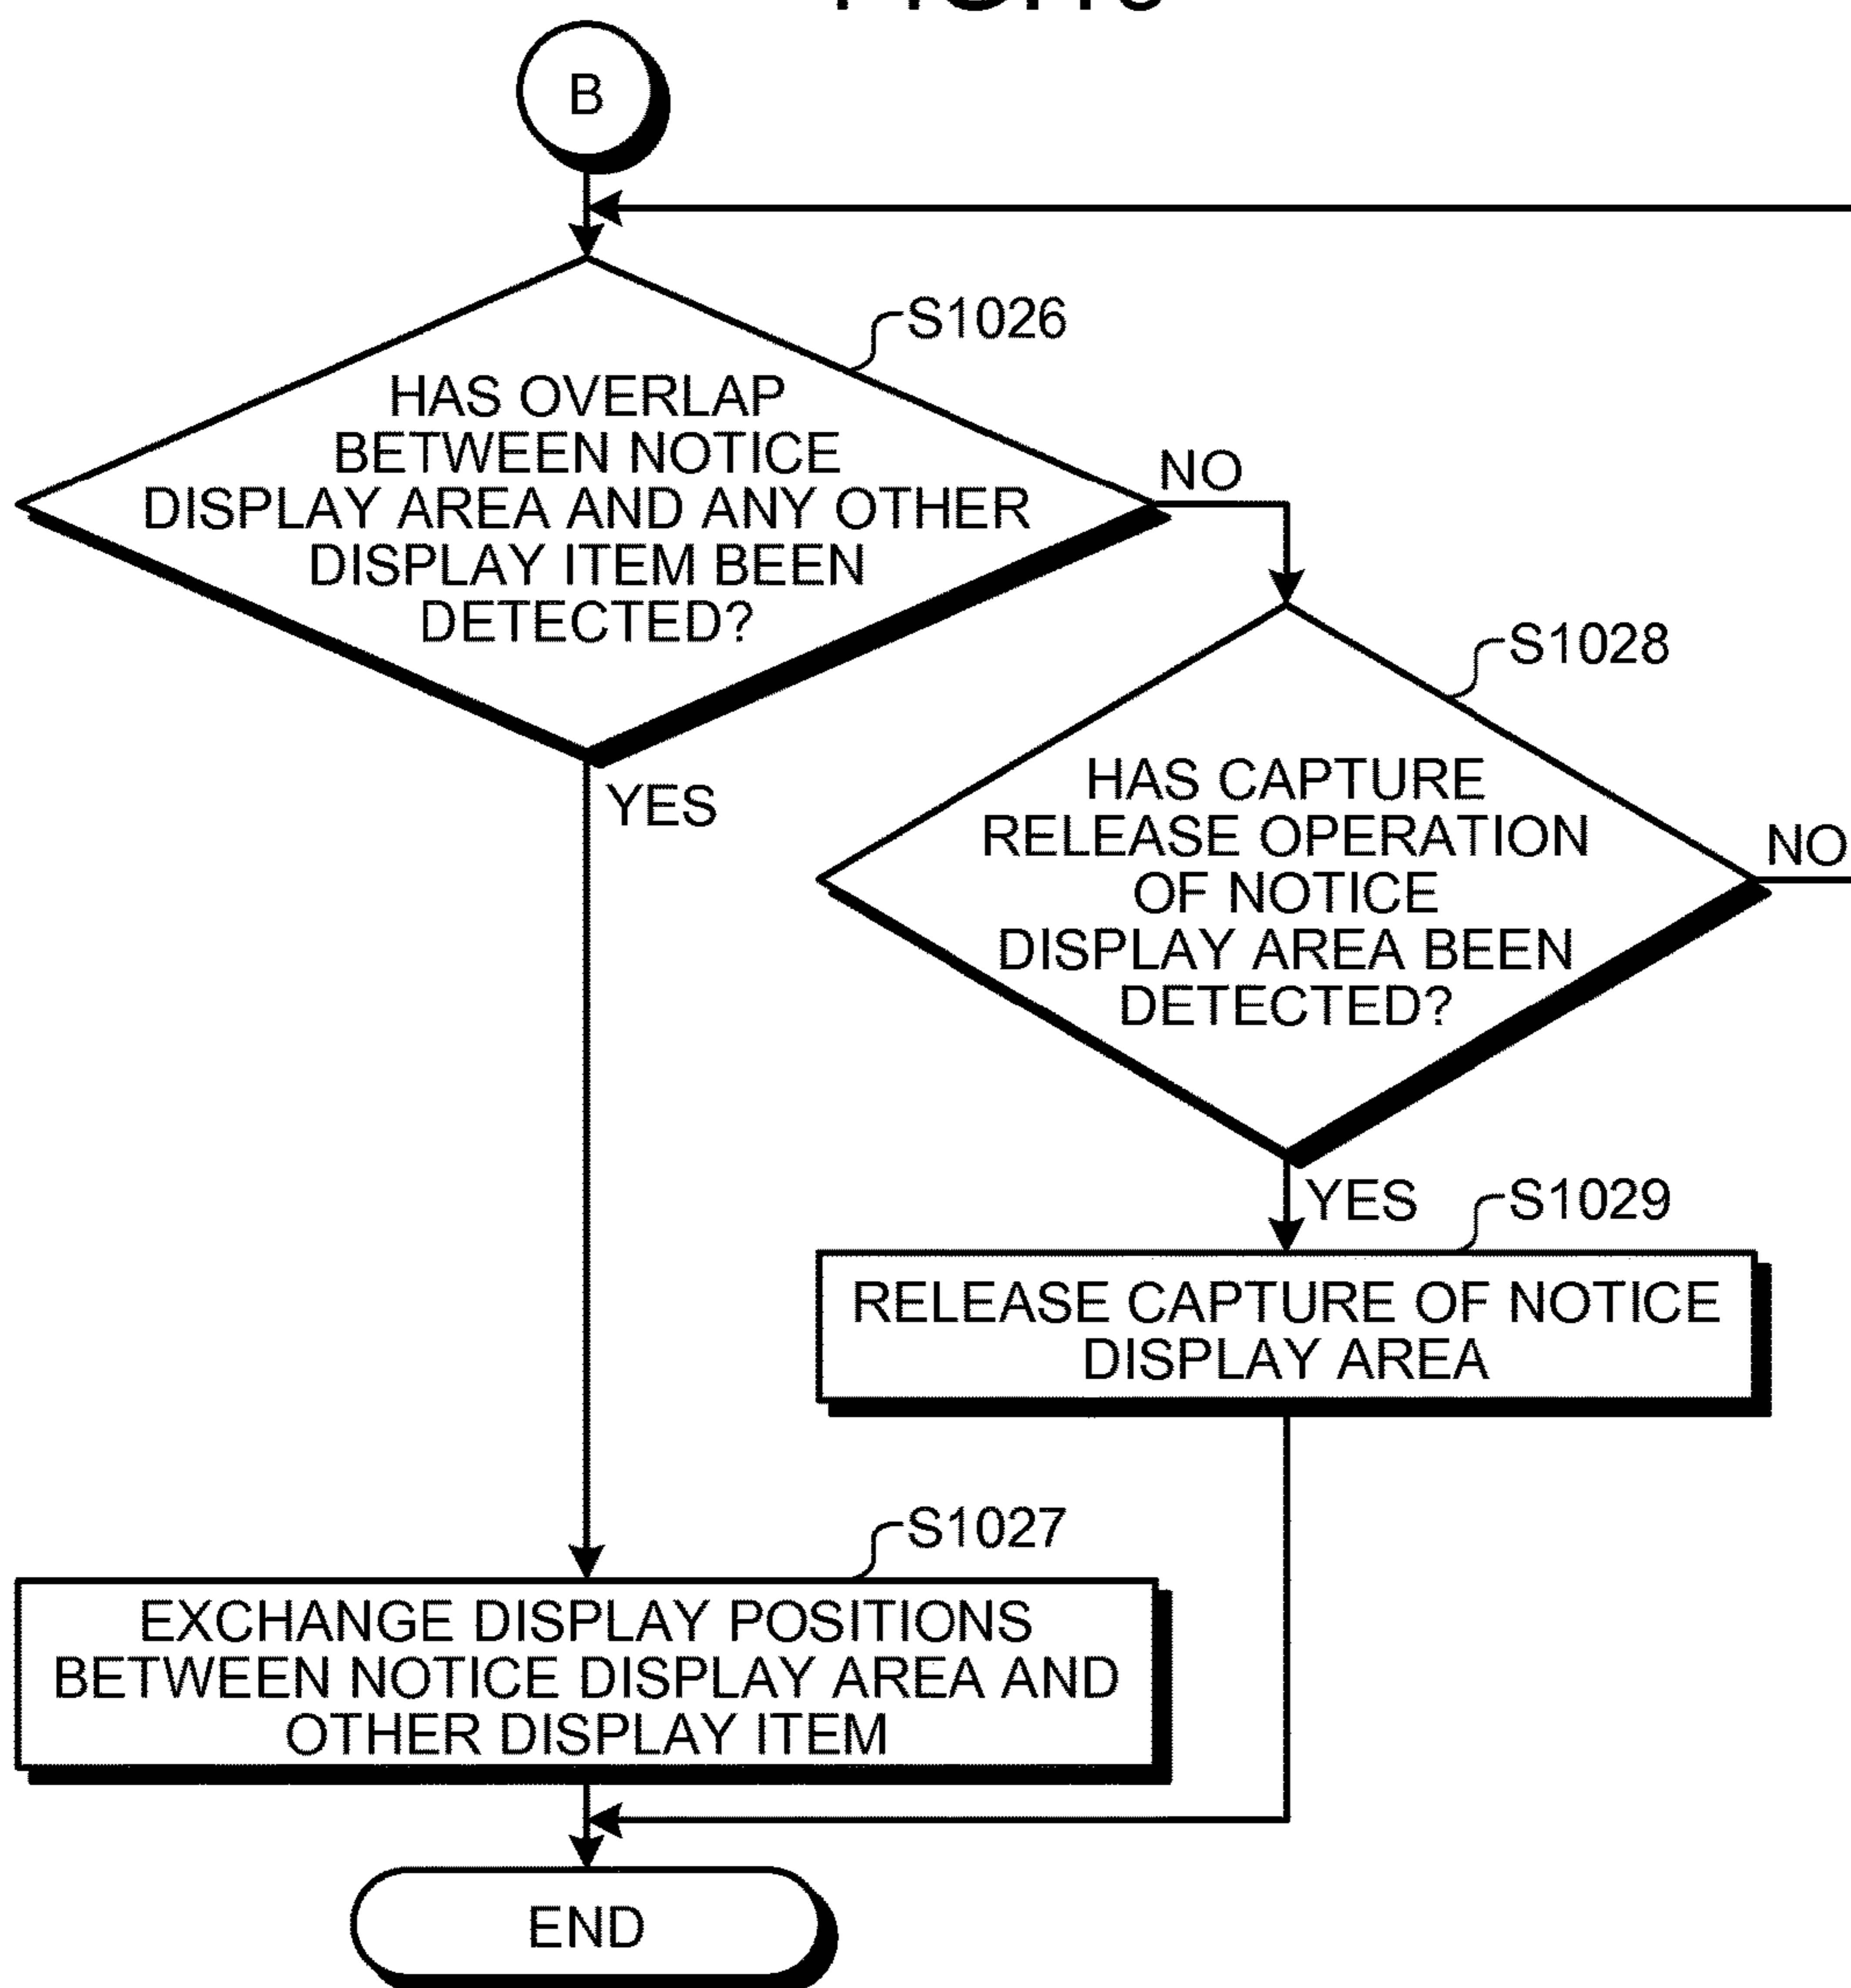 B
S1026
HAS OVERLAP
BETWEEN NOTICE
DISPLAY AREA AND ANY OTHER
DISPLAY ITEM BEEN
DETECTED?
NO
YES
S1028
HAS CAPTURE
RELEASE OPERATION
OF NOTICE
DISPLAY AREA BEEN
DETECTED?
NO
YES
S1029
RELEASE CAPTURE OF NOTICE
DISPLAY AREA
S1027
EXCHANGE DISPLAY POSITIONS
BETWEEN NOTICE DISPLAY AREA AND
OTHER DISPLAY ITEM
END